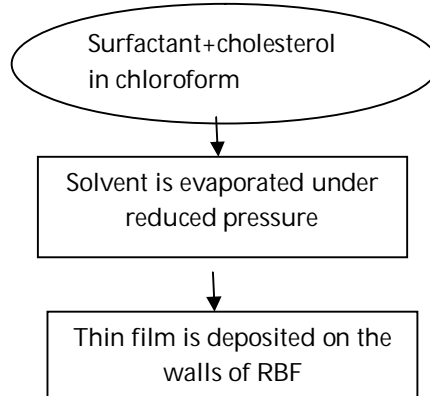 Surfactant+cholesterol
in chloroform
Solvent is evaporated under
reduced pressure
Thin film is deposited on the
walls of RBF